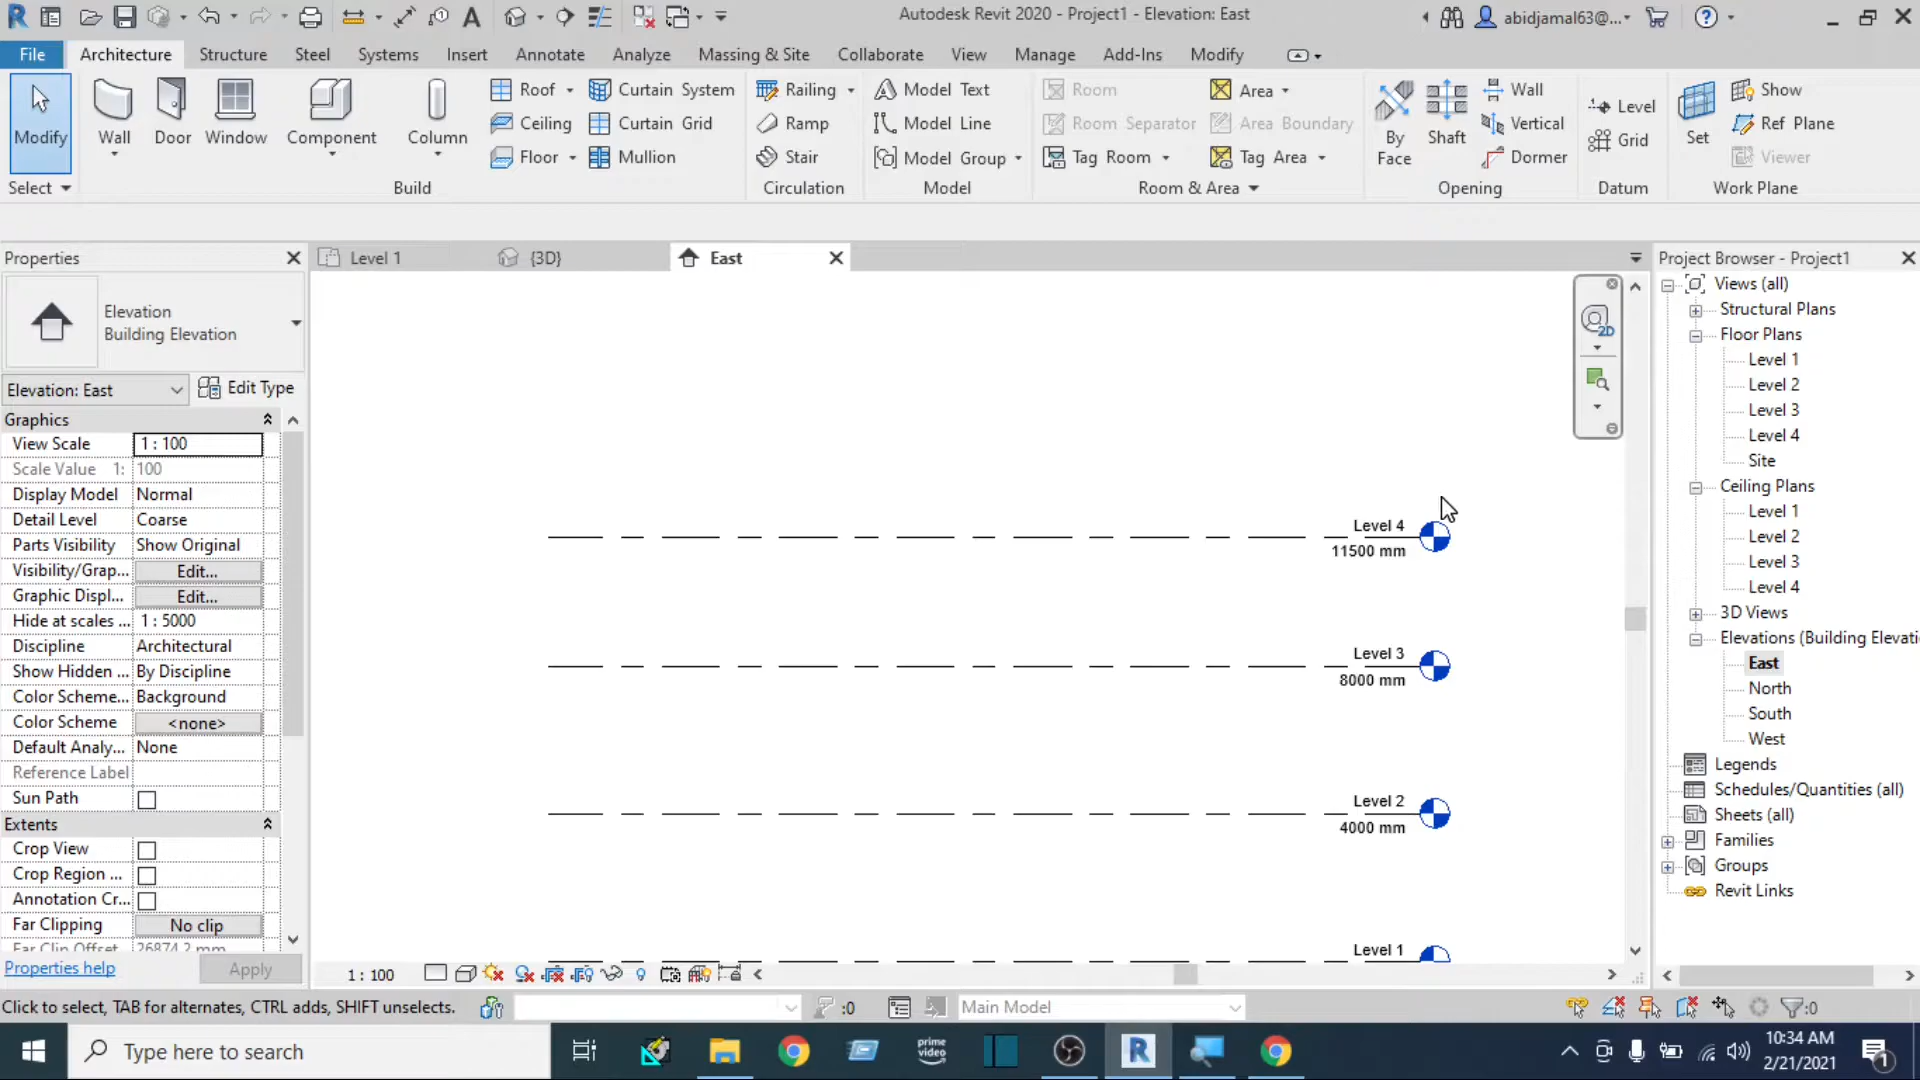 Autodesk Revit 2020 - Project1 - Elevation: East
abidjamal63@...
File Architecture Structure Steel Systems Insert Annotate Analyze Massing & Site Collaborate View Manage Add-Ins Modify
Modify
Wall
Door
Window
Component
Column
Roof
Ceiling
Floor
Curtain System
Curtain Grid
Mullion
Railing
Ramp
Stair
Model Text
Model Line
Model Group
Room
Room Separator
Tag Room
Area
Area Boundary
Tag Area
By
Face
Shaft
Wall
Vertical
Dormer
Level
Grid
Set
Show
Ref Plane
Viewer
Select
Build
Circulation
Model
Room & Area
Opening
Datum
Work Plane
Properties
Elevation
Building Elevation
Elevation: East
Edit Type
Graphics
View Scale 1 : 100
Scale Value 1: 100
Display Model Normal
Detail Level Coarse
Parts Visibility Show Original
Visibility/Grap... Edit...
Graphic Displ... Edit...
Hide at scales ... 1 : 5000
Discipline Architectural
Show Hidden ... By Discipline
Color Scheme... Background
Color Scheme <none>
Default Analy... None
Reference Label
Sun Path
Extents
Crop View
Crop Region ...
Annotation Cr...
Far Clipping No clip
Far Clip Offset 26874.2 mm
Properties help
Apply
Level 1
{3D}
East
2D
Level 4
11500 mm
Level 3
8000 mm
Level 2
4000 mm
Level 1
1 : 100
Project Browser - Project1
Views (all)
Structural Plans
Floor Plans
Level 1
Level 2
Level 3
Level 4
Site
Ceiling Plans
Level 1
Level 2
Level 3
Level 4
3D Views
Elevations (Building Elevati
East
North
South
West
Legends
Schedules/Quantities (all)
Sheets (all)
Families
Groups
Revit Links
Click to select, TAB for alternates, CTRL adds, SHIFT unselects.
:0
Main Model
:0
Type here to search
prime
video
10:34 AM
2/21/2021
1